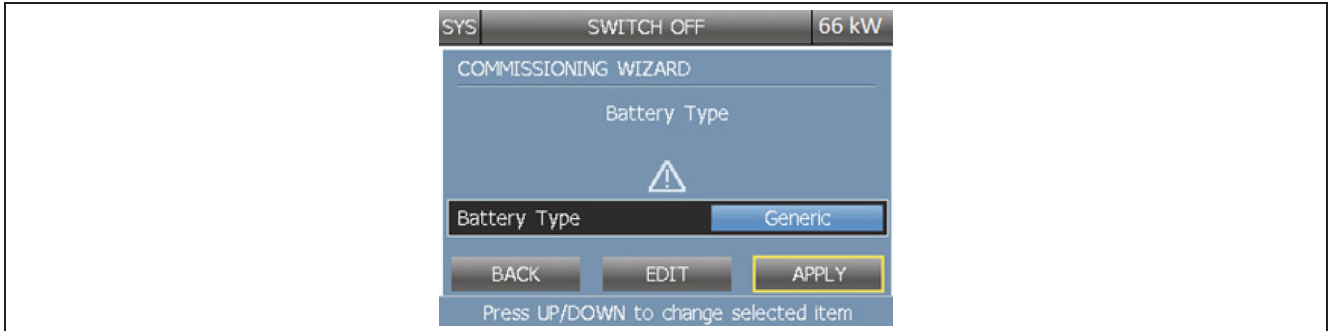 SYS SWITCH OFF 66 kW
COMMISSIONING WIZARD
Battery Type
Battery Type Generic
BACK EDIT APPLY
Press UP/DOWN to change selected item